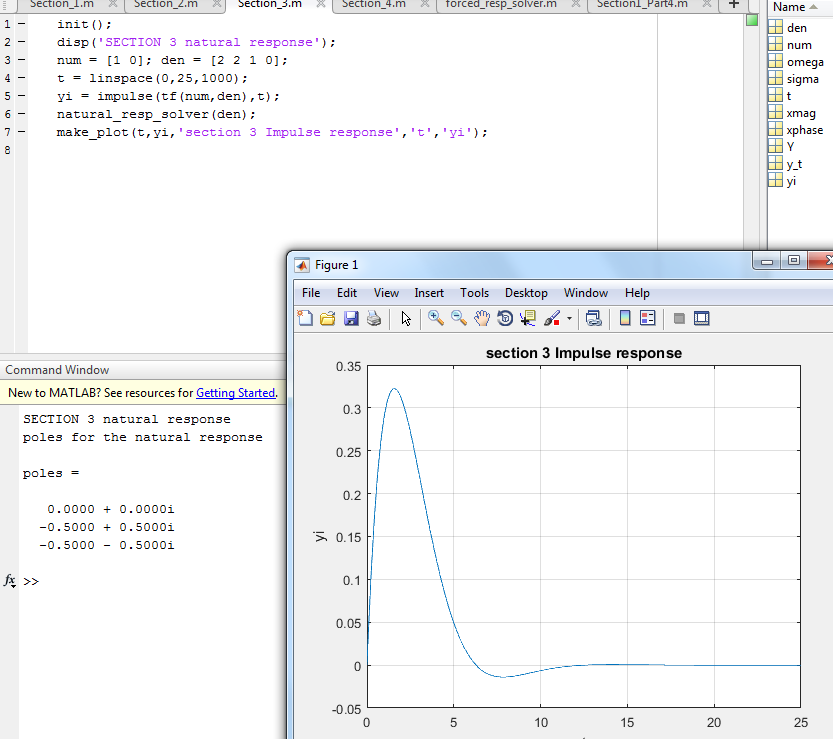 Section_1.m Section_2.m Section_3.m Section_4.m forced_resp_solver.m Section1_Part4.m
1 init();
2 disp('SECTION 3 natural response');
3 num = [1 0]; den = [2 2 1 0];
4 t = linspace(0,25,1000);
5 yi = impulse(tf(num,den),t);
6 natural_resp_solver(den);
7 make_plot(t,yi,'section 3 Impulse response','t','yi');
8
Name
den
num
omega
sigma
t
xmag
xphase
Y
y_t
yi
Figure 1
File Edit View Insert Tools Desktop Window Help
section 3 Impulse response
0.35
0.3
0.25
0.2
0.15
0.1
0.05
0
-0.05
yi
0 5 10 15 20 25
Command Window
New to MATLAB? See resources for Getting Started.
SECTION 3 natural response
poles for the natural response
poles =
0.0000 + 0.0000i
-0.5000 + 0.5000i
-0.5000 - 0.5000i
fx >>